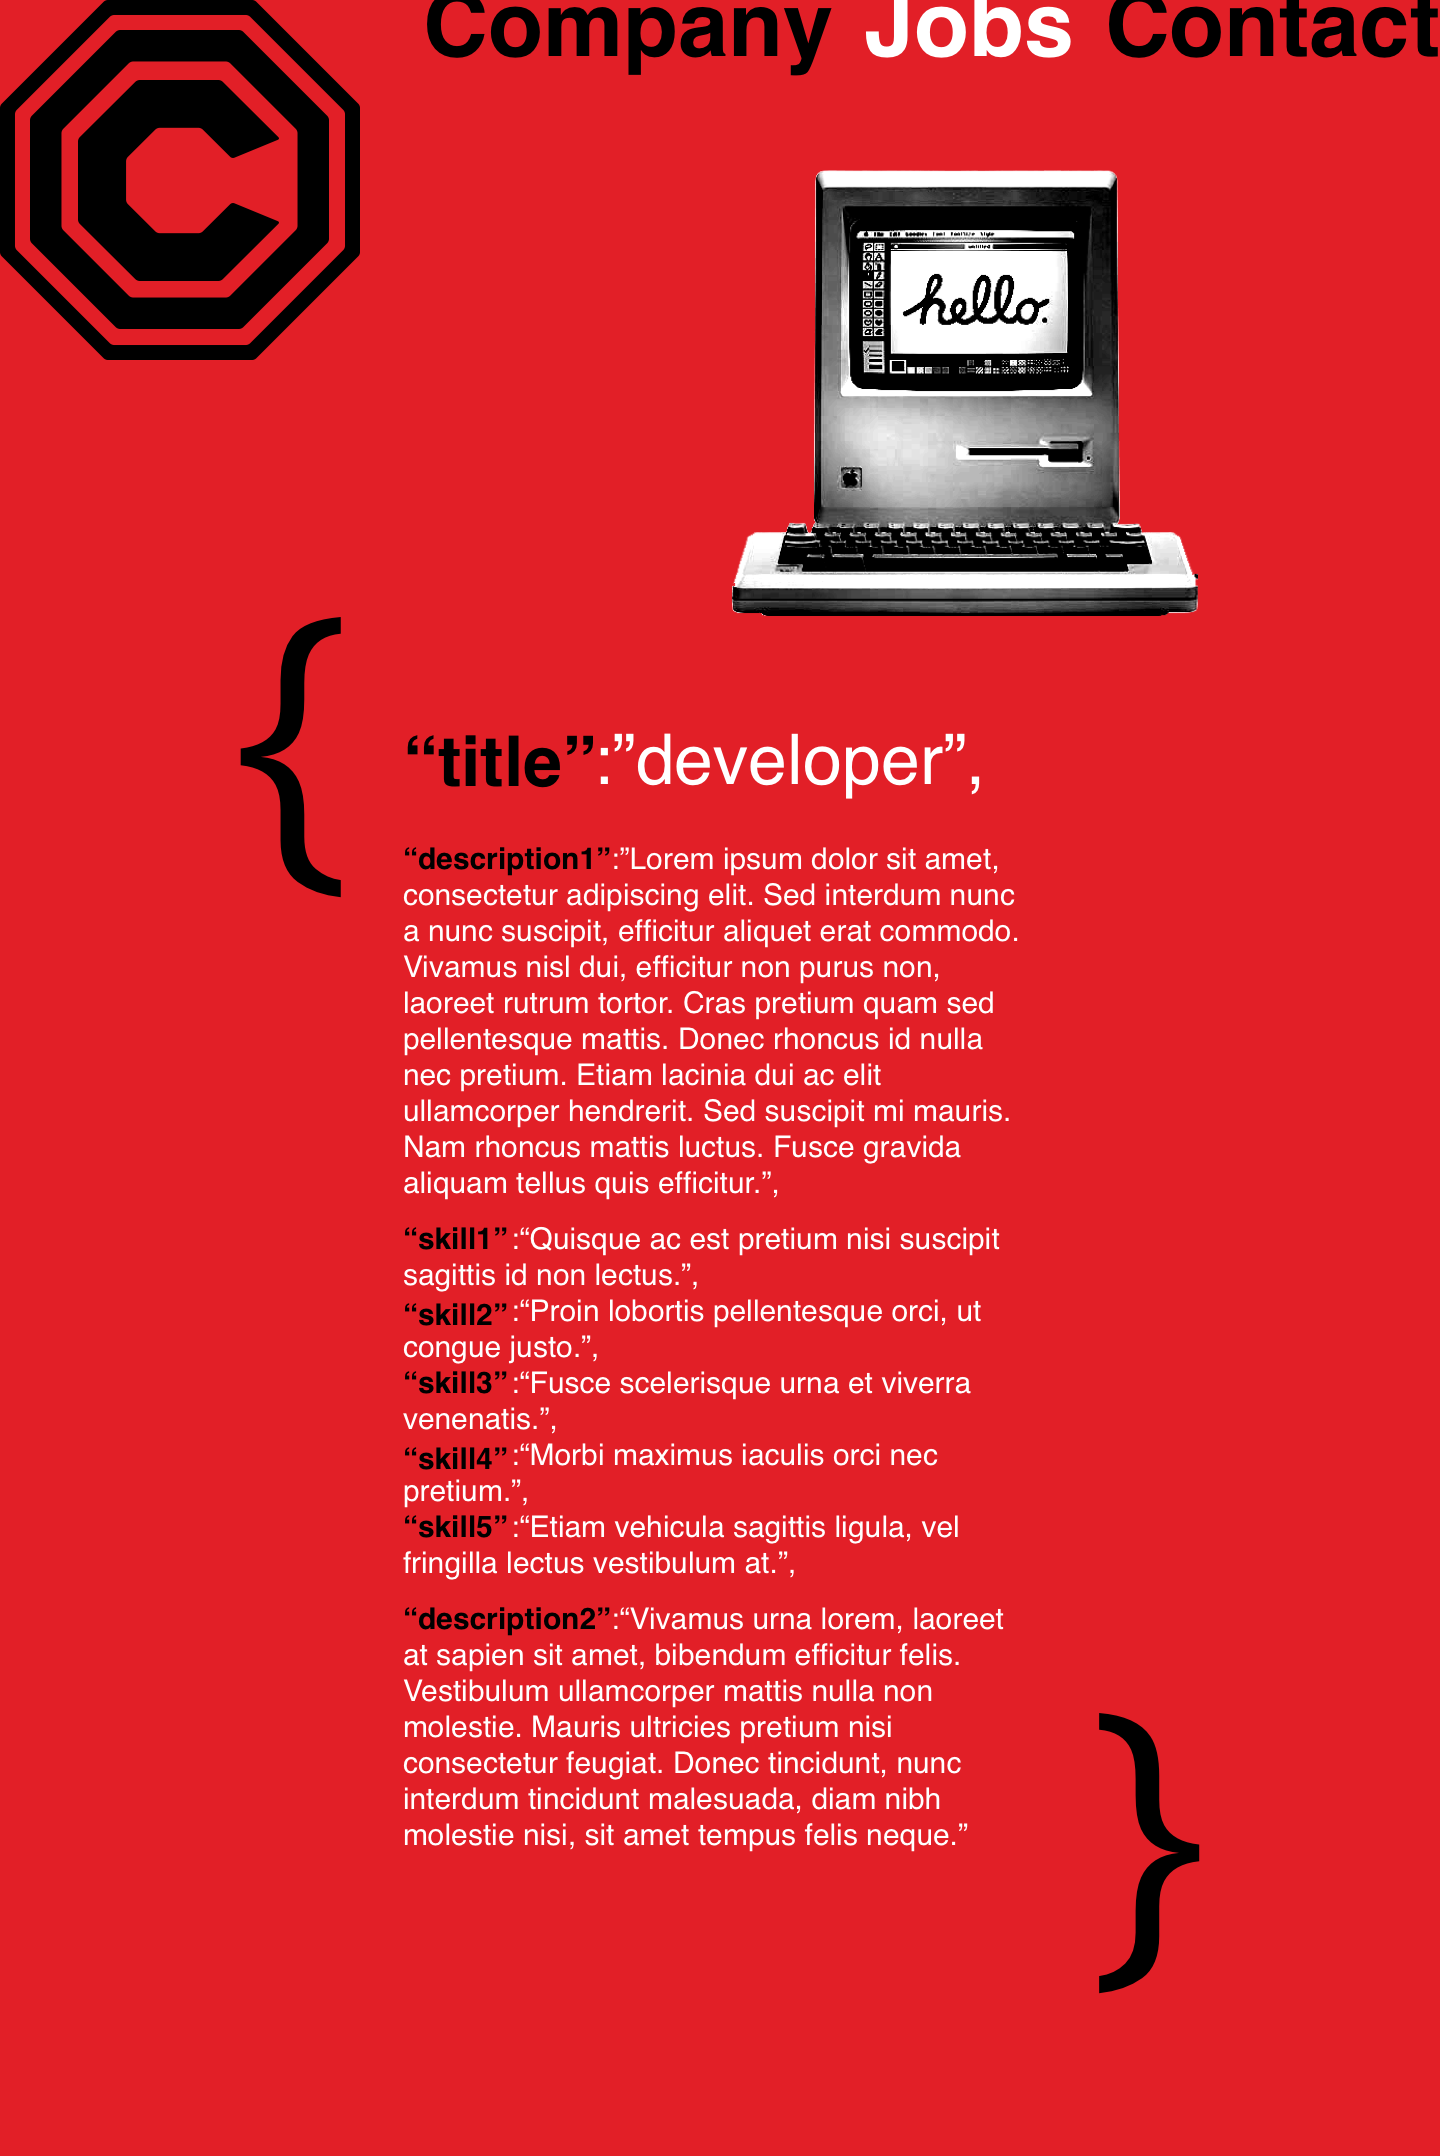 Company Jobs Contact
C
hello.
{
“title”:”developer”,
“description1”:”Lorem ipsum dolor sit amet,
consectetur adipiscing elit. Sed interdum nunc
a nunc suscipit, efficitur aliquet erat commodo.
Vivamus nisl dui, efficitur non purus non,
laoreet rutrum tortor. Cras pretium quam sed
pellentesque mattis. Donec rhoncus id nulla
nec pretium. Etiam lacinia dui ac elit
ullamcorper hendrerit. Sed suscipit mi mauris.
Nam rhoncus mattis luctus. Fusce gravida
aliquam tellus quis efficitur.”,
“skill1”:“Quisque ac est pretium nisi suscipit
sagittis id non lectus.”,
“skill2”:“Proin lobortis pellentesque orci, ut
congue justo.”,
“skill3”:“Fusce scelerisque urna et viverra
venenatis.”,
“skill4”:“Morbi maximus iaculis orci nec
pretium.”,
“skill5”:“Etiam vehicula sagittis ligula, vel
fringilla lectus vestibulum at.”,
“description2”:“Vivamus urna lorem, laoreet
at sapien sit amet, bibendum efficitur felis.
Vestibulum ullamcorper mattis nulla non
molestie. Mauris ultricies pretium nisi
consectetur feugiat. Donec tincidunt, nunc
interdum tincidunt malesuada, diam nibh
molestie nisi, sit amet tempus felis neque.”
}